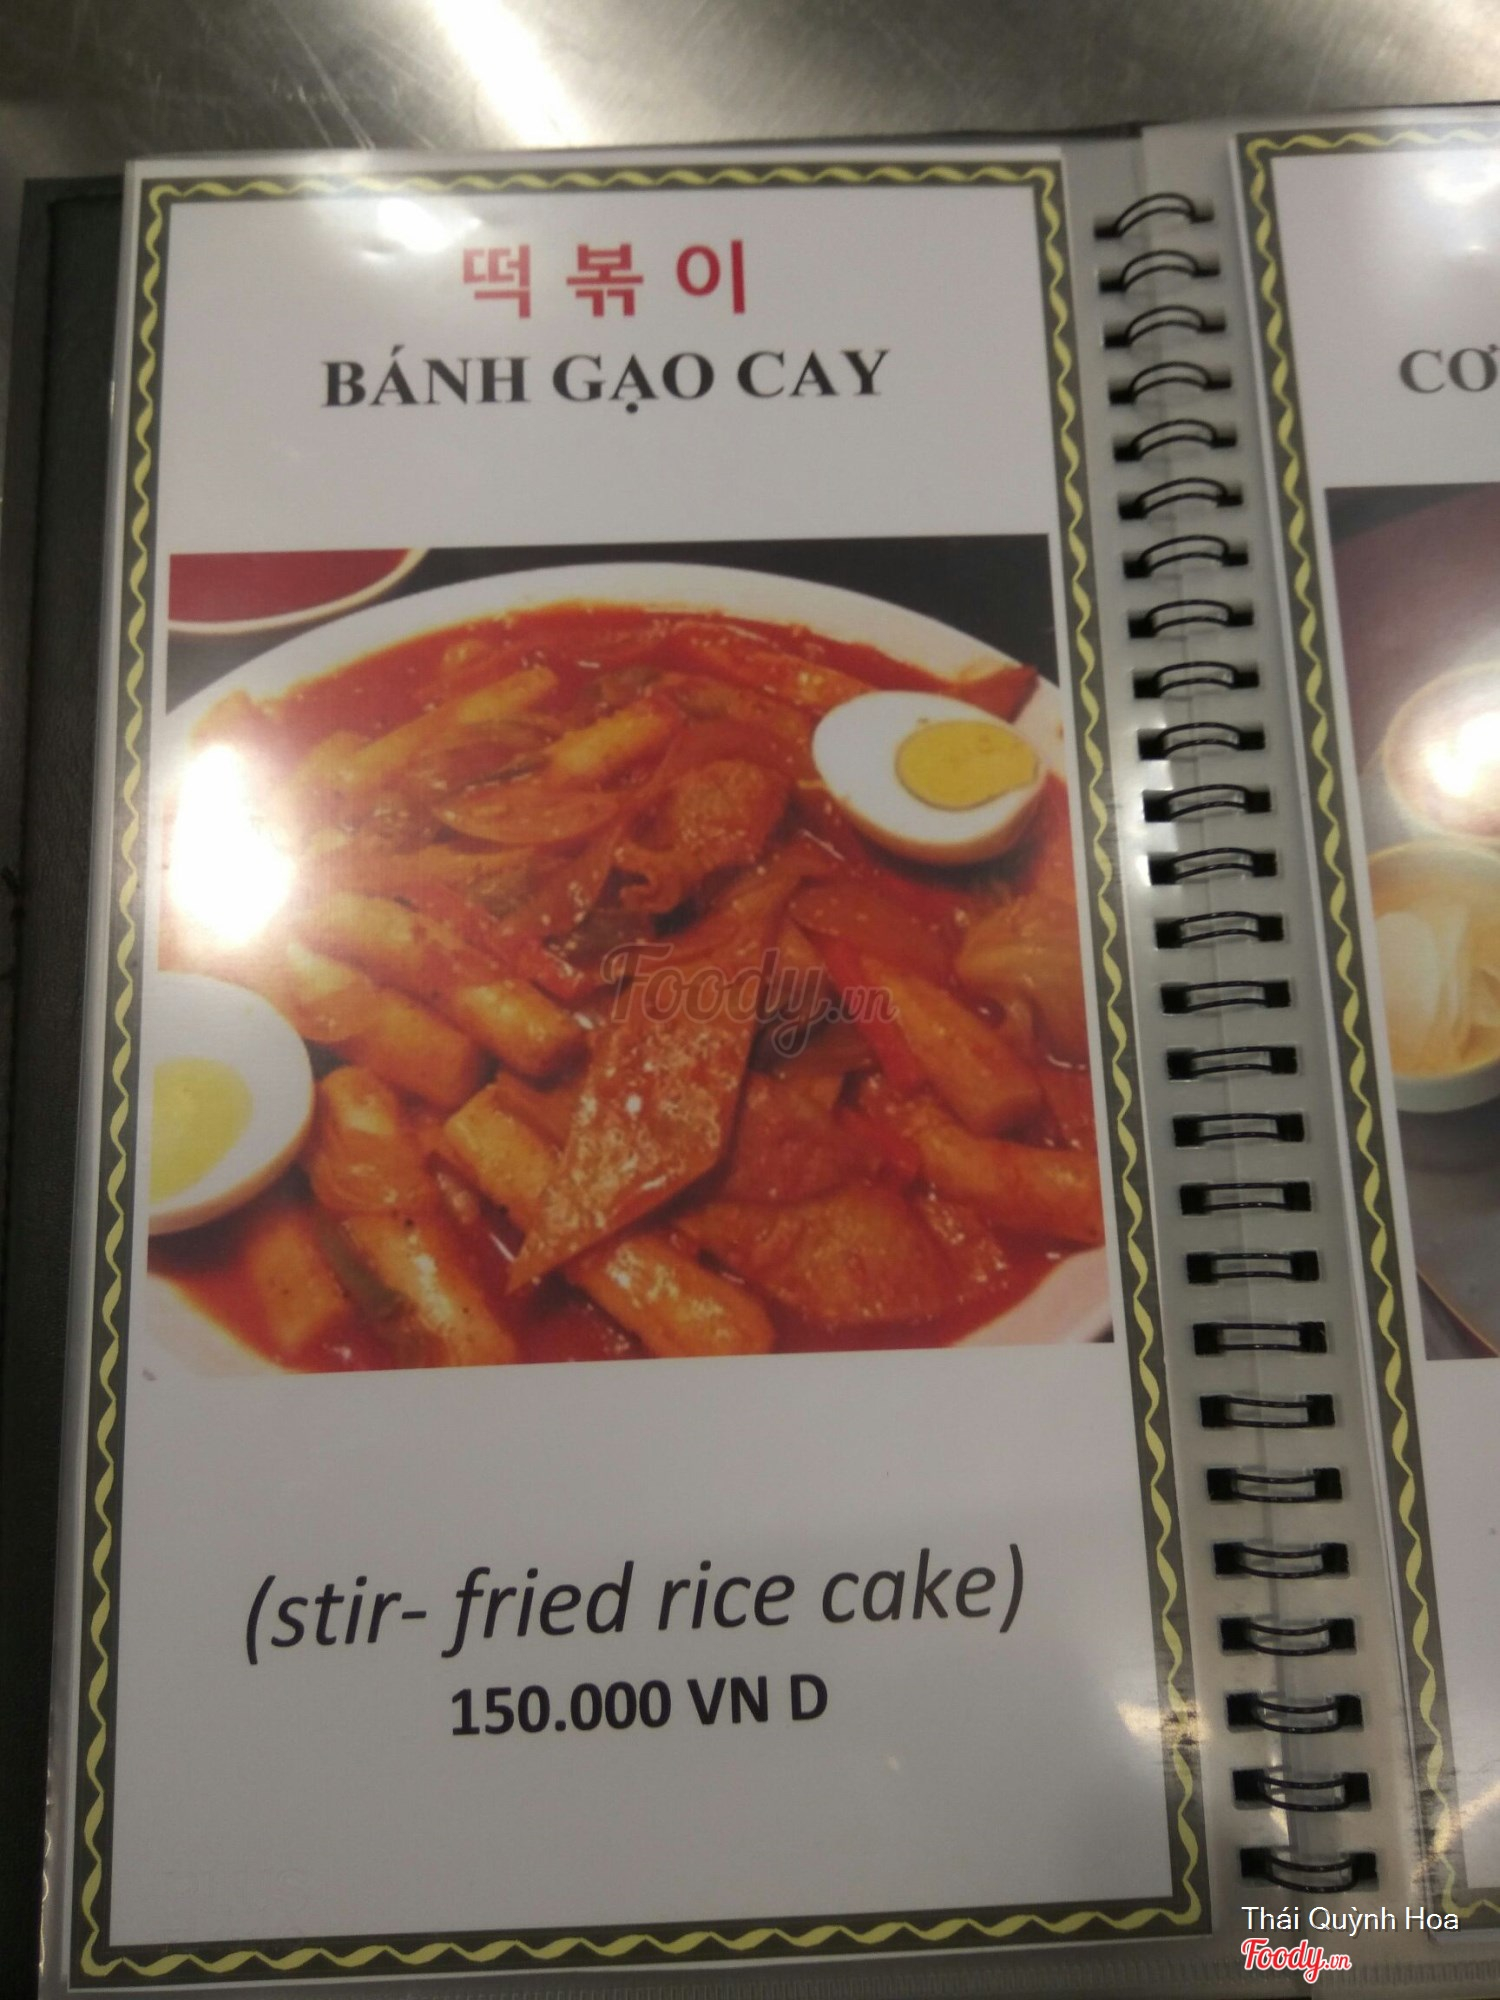 떡볶이
BÁNH GẠO CAY
CƠ
Foody.vn
(stir- fried rice cake)
150.000 VN D
Thái Quỳnh Hoa
Foody.vn